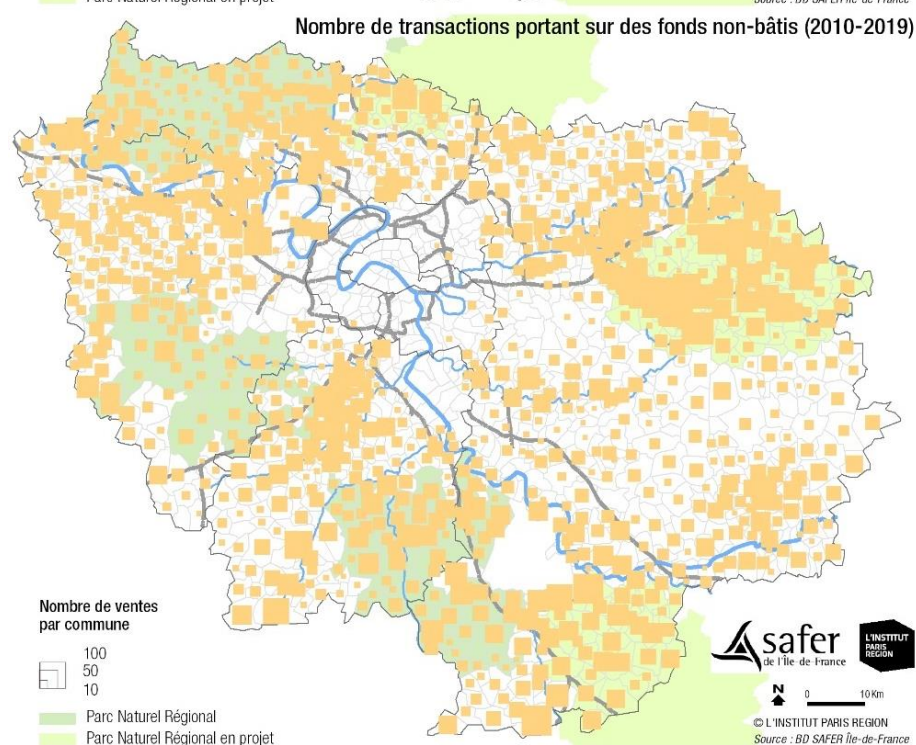 Parc Naturel Régional en projet
Source : BD SAFER Île-de-France
Nombre de transactions portant sur des fonds non-bâtis (2010-2019)
Nombre de ventes
par commune
100
50
10
Parc Naturel Régional
Parc Naturel Régional en projet
safer
de l'Île-de-France
L'INSTITUT
PARIS
REGION
N
0 10 Km
© L'INSTITUT PARIS REGION
Source : BD SAFER Île-de-France